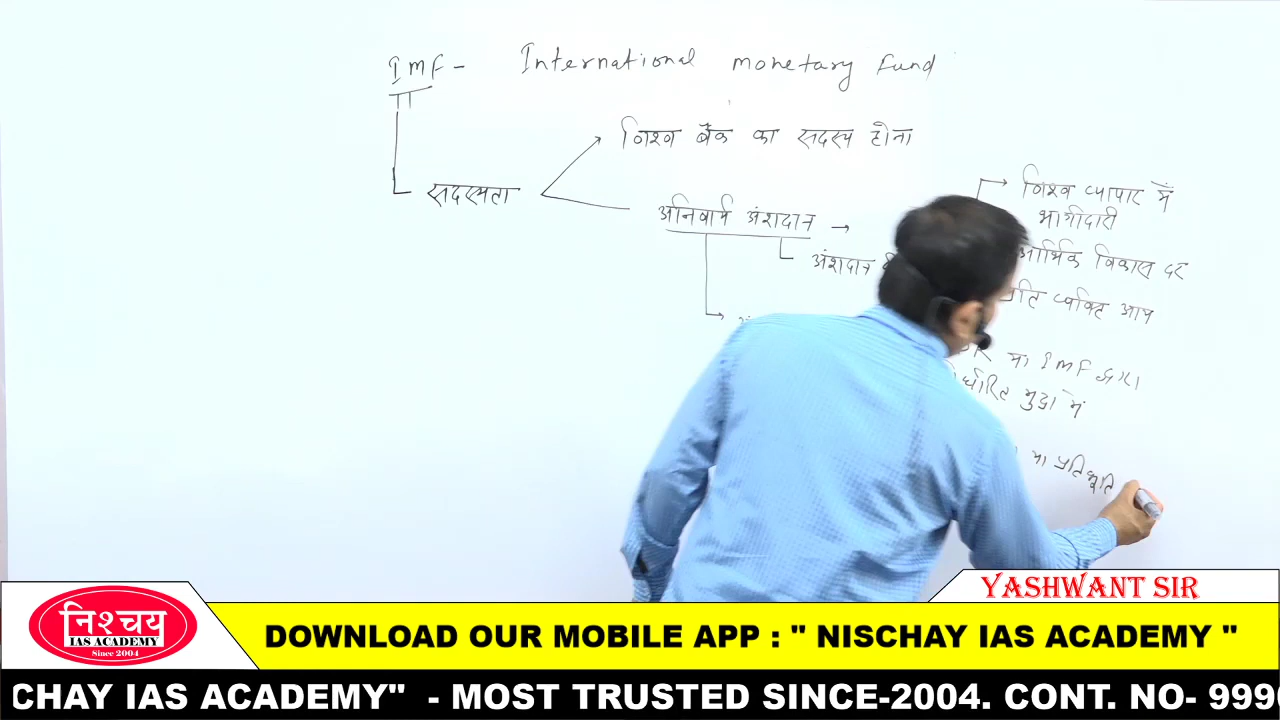 IMF - International monetary Fund
विश्व बैंक का सदस्य होना
सदस्यता
अनिवार्य अंशदान →
विश्व व्यापार में
भागीदारी
अंशदान
आर्थिक विकास दर
प्रति व्यक्ति आय
या IMF द्वारा
निर्धारित मुद्रा में
या प्रतिभूति
YASHWANT SIR
निश्चय
IAS ACADEMY
Since 2004
DOWNLOAD OUR MOBILE APP : " NISCHAY IAS ACADEMY "
CHAY IAS ACADEMY" - MOST TRUSTED SINCE-2004. CONT. NO- 999